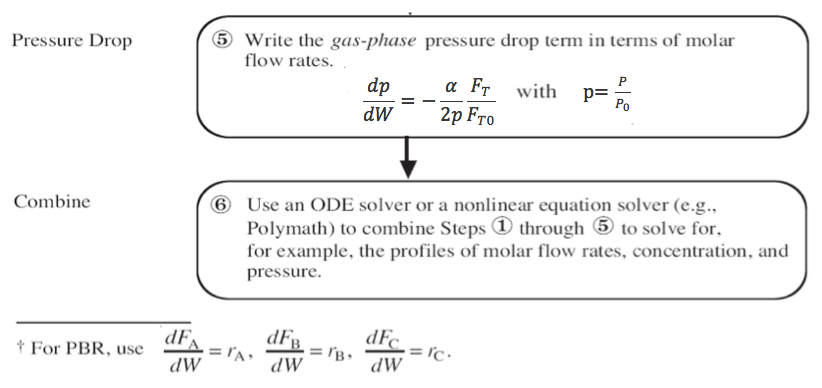 Pressure Drop
⑤ Write the gas-phase pressure drop term in terms of molar
flow rates.
dp/dW = − α/2p F_T/F_T0 with p= P/P₀
Combine
⑥ Use an ODE solver or a nonlinear equation solver (e.g.,
Polymath) to combine Steps ① through ⑤ to solve for,
for example, the profiles of molar flow rates, concentration, and
pressure.
† For PBR, use dF_A/dW = r_A, dF_B/dW = r_B, dF_C/dW = r_C.